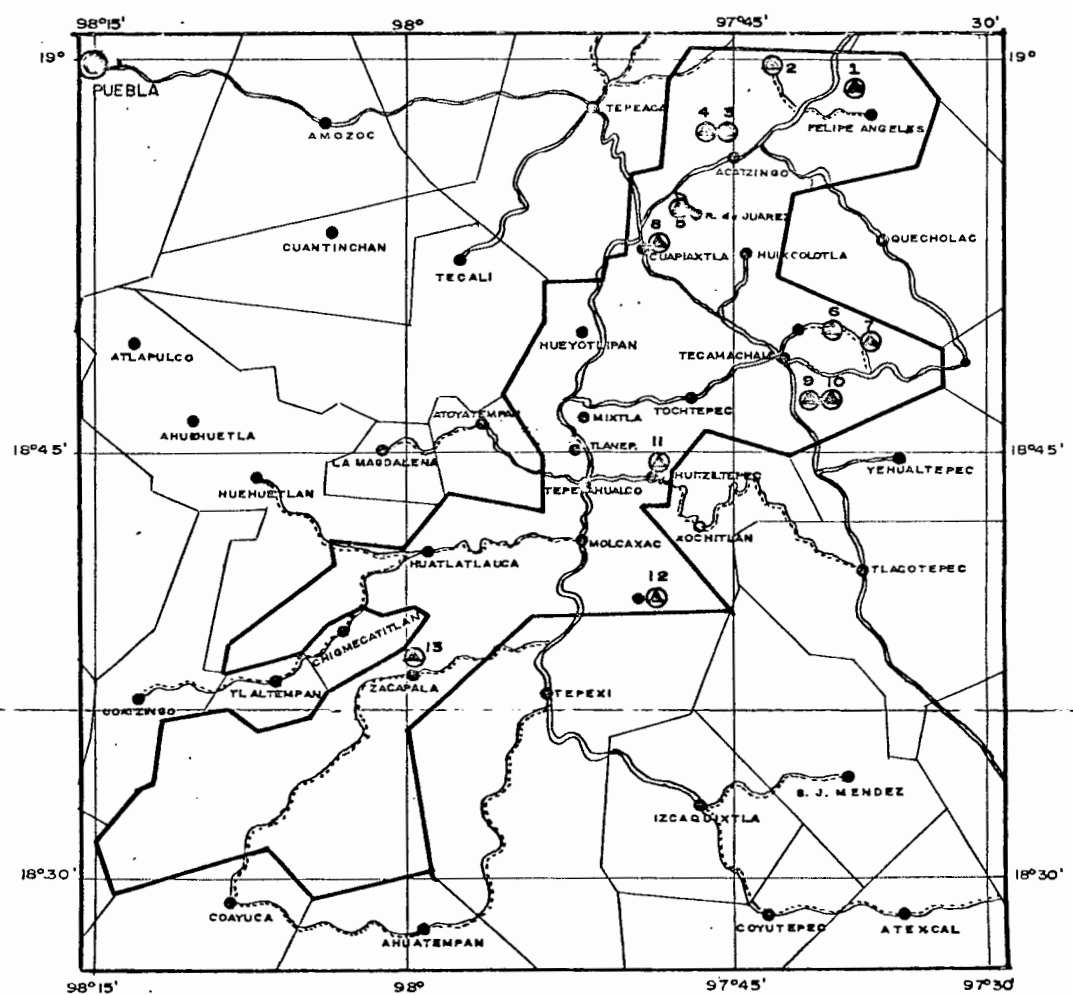 98°15'
98°
97°45'
30'
19°
19°
PUEBLA
2
1
TEPEACA
AMOZOC
FELIPE ANGELES
4 3
ACATZINGO
5
R. de JUAREZ
8
CUANTINCHAN
QUECHOLAC
CUAPIAXTLA
HUIXCOLOTLA
TECALI
6
7
HUEYOTLIPAN
ATLAPULCO
TECAMACHAL
9 10
TOCHTEPEC
ATOYATEMPAN
MIXTLA
AHUEHUETLA
18°45'
TLANEP.
11
18°45'
LA MAGDALENA
YEHUALTEPEC
HUITZILTEPEC
HUEHUETLAN
TEPEYAHUALCO
XOCHITLAN
MOLCAXAC
HUATLATLAUCA
TLACOTEPEC
12
CHIGMECATITLAN
13
ZACAPALA
TLALTEMPAN
TEPEXI
COATZINGO
S. J. MENDEZ
IZCAQUIXTLA
18°30'
18°30'
COAYUCA
COYUTEPEC
ATEXCAL
AHUATEMPAN
98°15'
98°
97°45'
97°30'